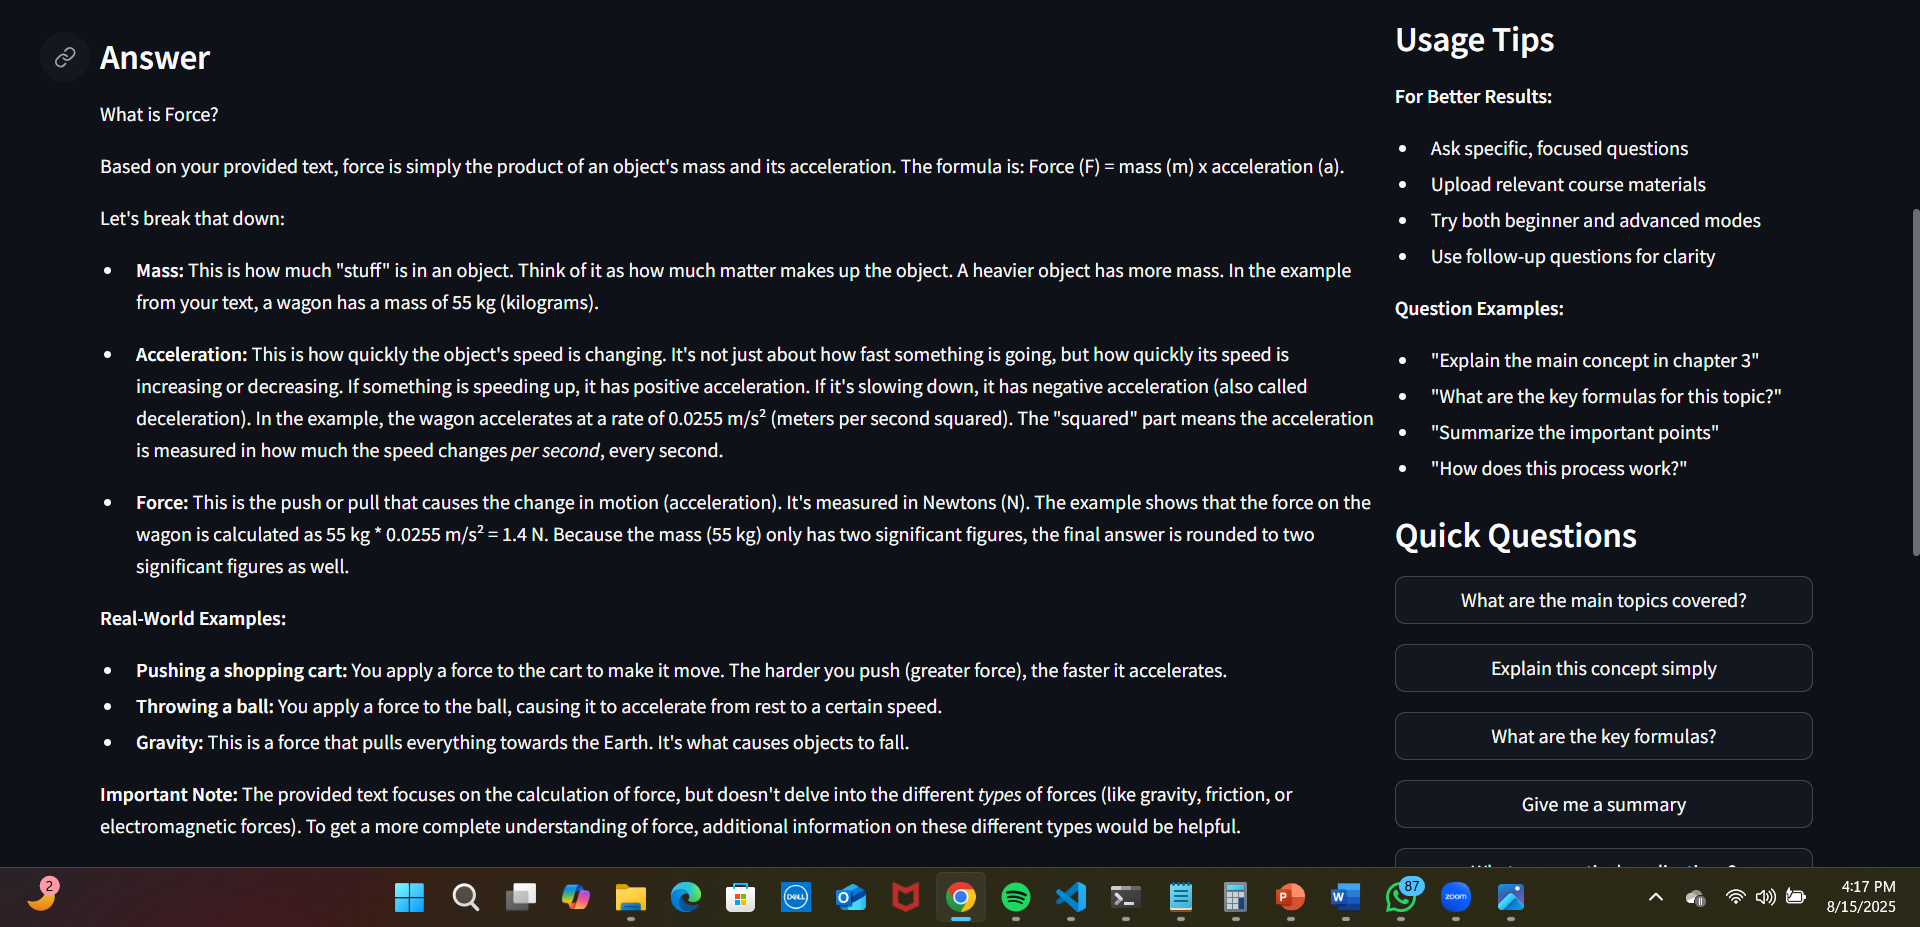 Answer
What is Force?
Based on your provided text, force is simply the product of an object's mass and its acceleration. The formula is: Force (F) = mass (m) x acceleration (a).
Let's break that down:
• Mass: This is how much "stuff" is in an object. Think of it as how much matter makes up the object. A heavier object has more mass. In the example
from your text, a wagon has a mass of 55 kg (kilograms).
• Acceleration: This is how quickly the object's speed is changing. It's not just about how fast something is going, but how quickly its speed is
increasing or decreasing. If something is speeding up, it has positive acceleration. If it's slowing down, it has negative acceleration (also called
deceleration). In the example, the wagon accelerates at a rate of 0.0255 m/s² (meters per second squared). The "squared" part means the acceleration
is measured in how much the speed changes per second, every second.
• Force: This is the push or pull that causes the change in motion (acceleration). It's measured in Newtons (N). The example shows that the force on the
wagon is calculated as 55 kg * 0.0255 m/s² = 1.4 N. Because the mass (55 kg) only has two significant figures, the final answer is rounded to two
significant figures as well.
Real-World Examples:
• Pushing a shopping cart: You apply a force to the cart to make it move. The harder you push (greater force), the faster it accelerates.
• Throwing a ball: You apply a force to the ball, causing it to accelerate from rest to a certain speed.
• Gravity: This is a force that pulls everything towards the Earth. It's what causes objects to fall.
Important Note: The provided text focuses on the calculation of force, but doesn't delve into the different types of forces (like gravity, friction, or
electromagnetic forces). To get a more complete understanding of force, additional information on these different types would be helpful.
Usage Tips
For Better Results:
• Ask specific, focused questions
• Upload relevant course materials
• Try both beginner and advanced modes
• Use follow-up questions for clarity
Question Examples:
• "Explain the main concept in chapter 3"
• "What are the key formulas for this topic?"
• "Summarize the important points"
• "How does this process work?"
Quick Questions
What are the main topics covered?
Explain this concept simply
What are the key formulas?
Give me a summary
2
DELL
87
zoom
4:17 PM
8/15/2025